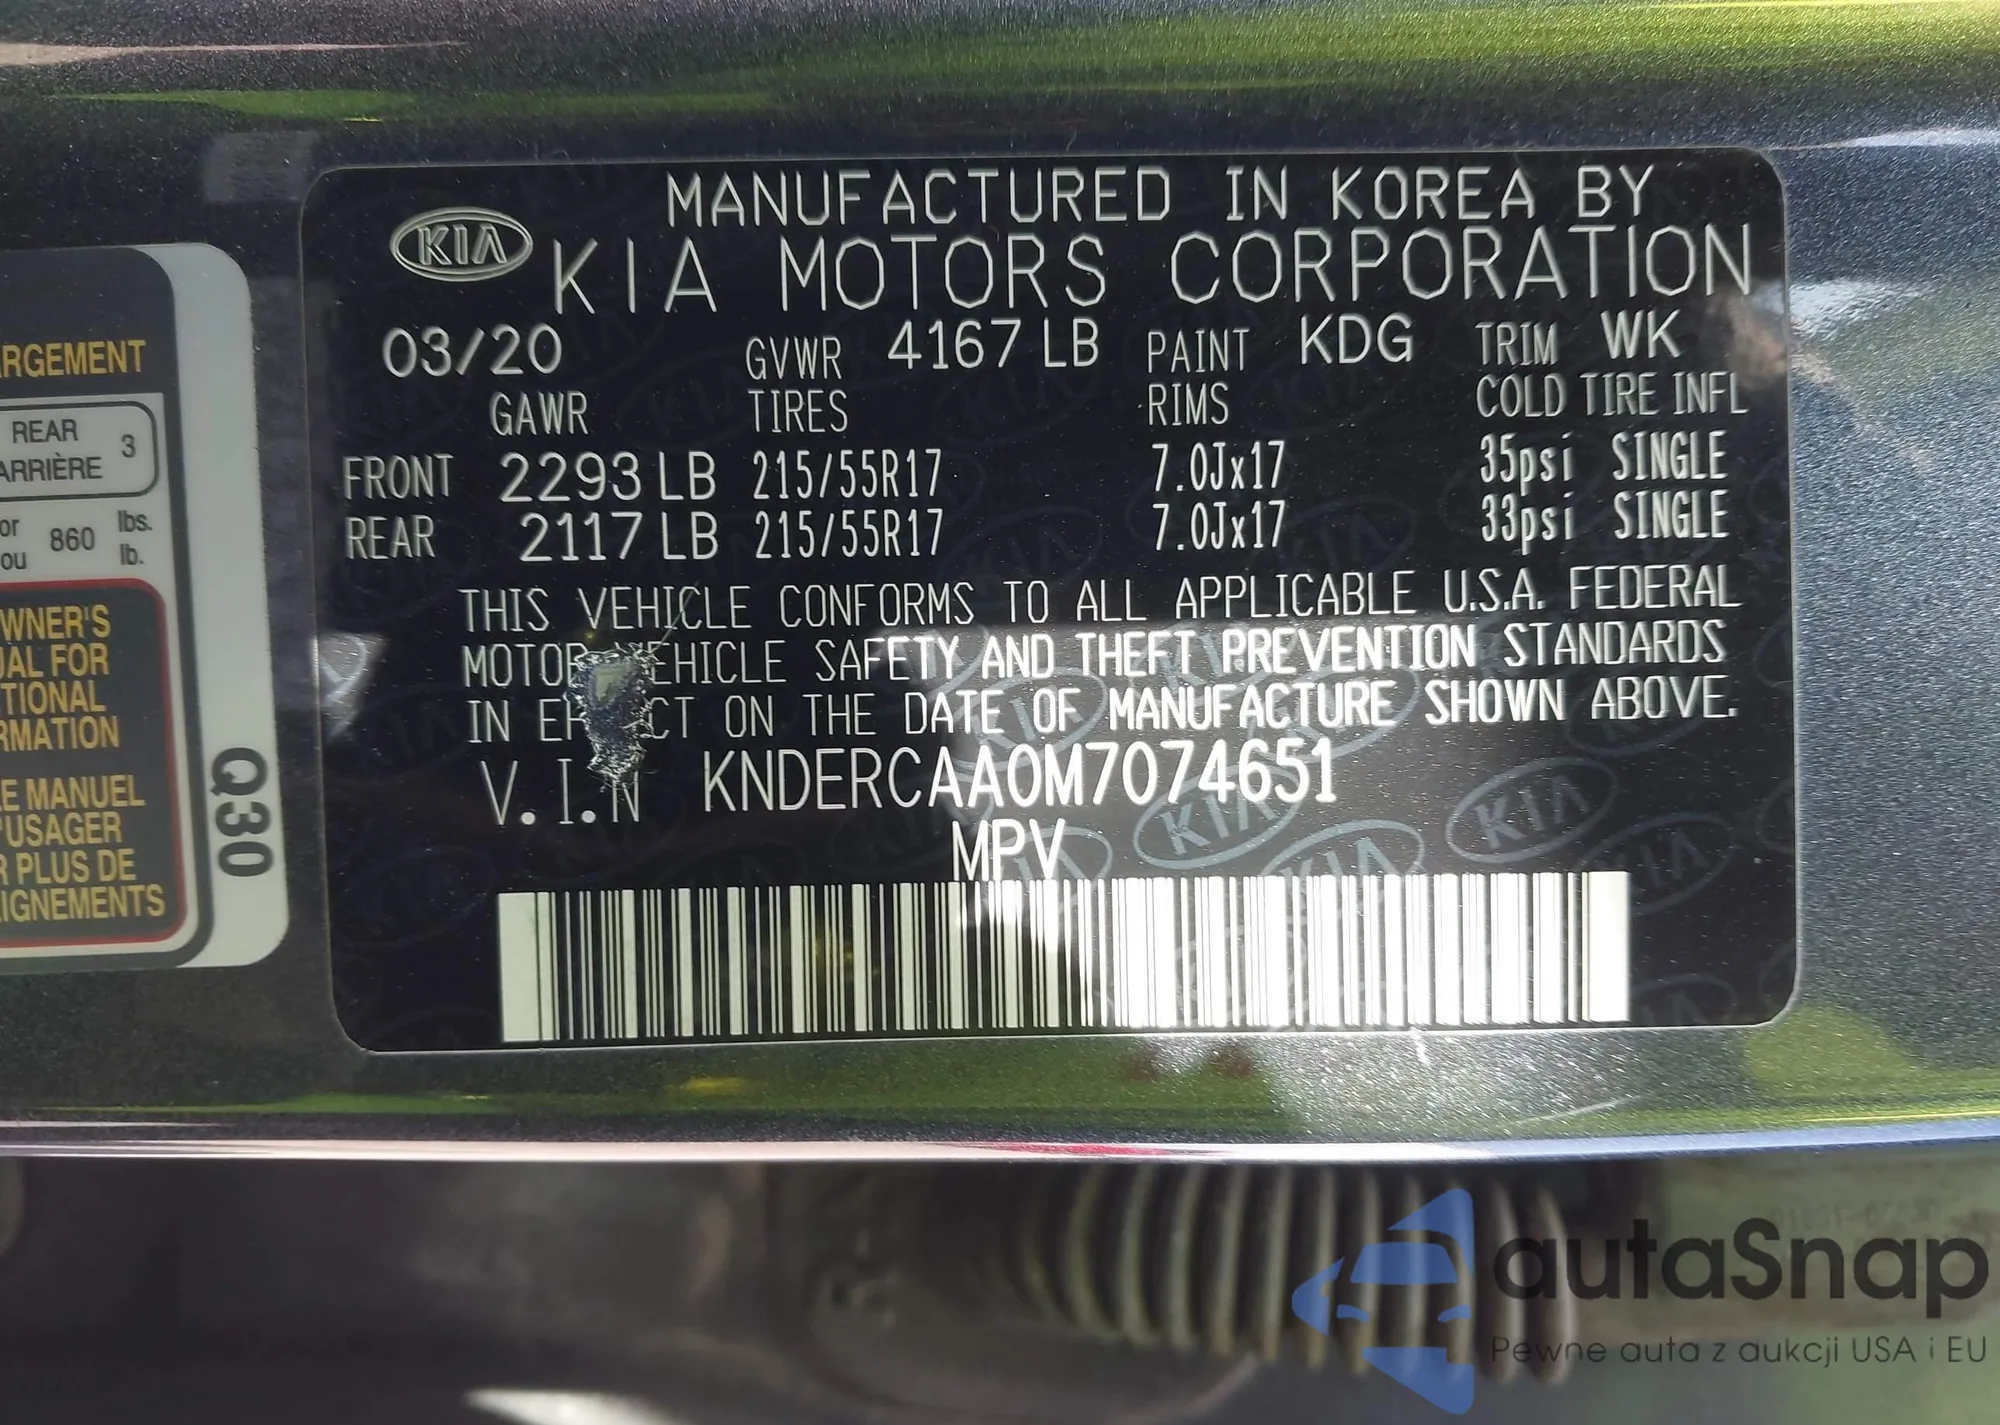 MANUFACTURED IN KOREA BY
KIA KIA MOTORS CORPORATION
03/20 GVWR 4167 LB PAINT KDG TRIM WK
GAWR TIRES RIMS COLD TIRE INFL
FRONT 2293 LB 215/55R17 7.0Jx17 35psi SINGLE
REAR 2117 LB 215/55R17 7.0Jx17 33psi SINGLE
THIS VEHICLE CONFORMS TO ALL APPLICABLE U.S.A. FEDERAL
MOTOR VEHICLE SAFETY AND THEFT PREVENTION STANDARDS
IN EFFECT ON THE DATE OF MANUFACTURE SHOWN ABOVE.
V.I.N KNDERCAA0M7074651
MPV
RGEMENT
REAR 3
ARRIÈRE
or 860 lbs.
ou lb.
WNER'S
UAL FOR
TIONAL
RMATION
E MANUEL
'USAGER
R PLUS DE
EIGNEMENTS
Q30
autaSnap
Pewne auta z aukcji USA i EU